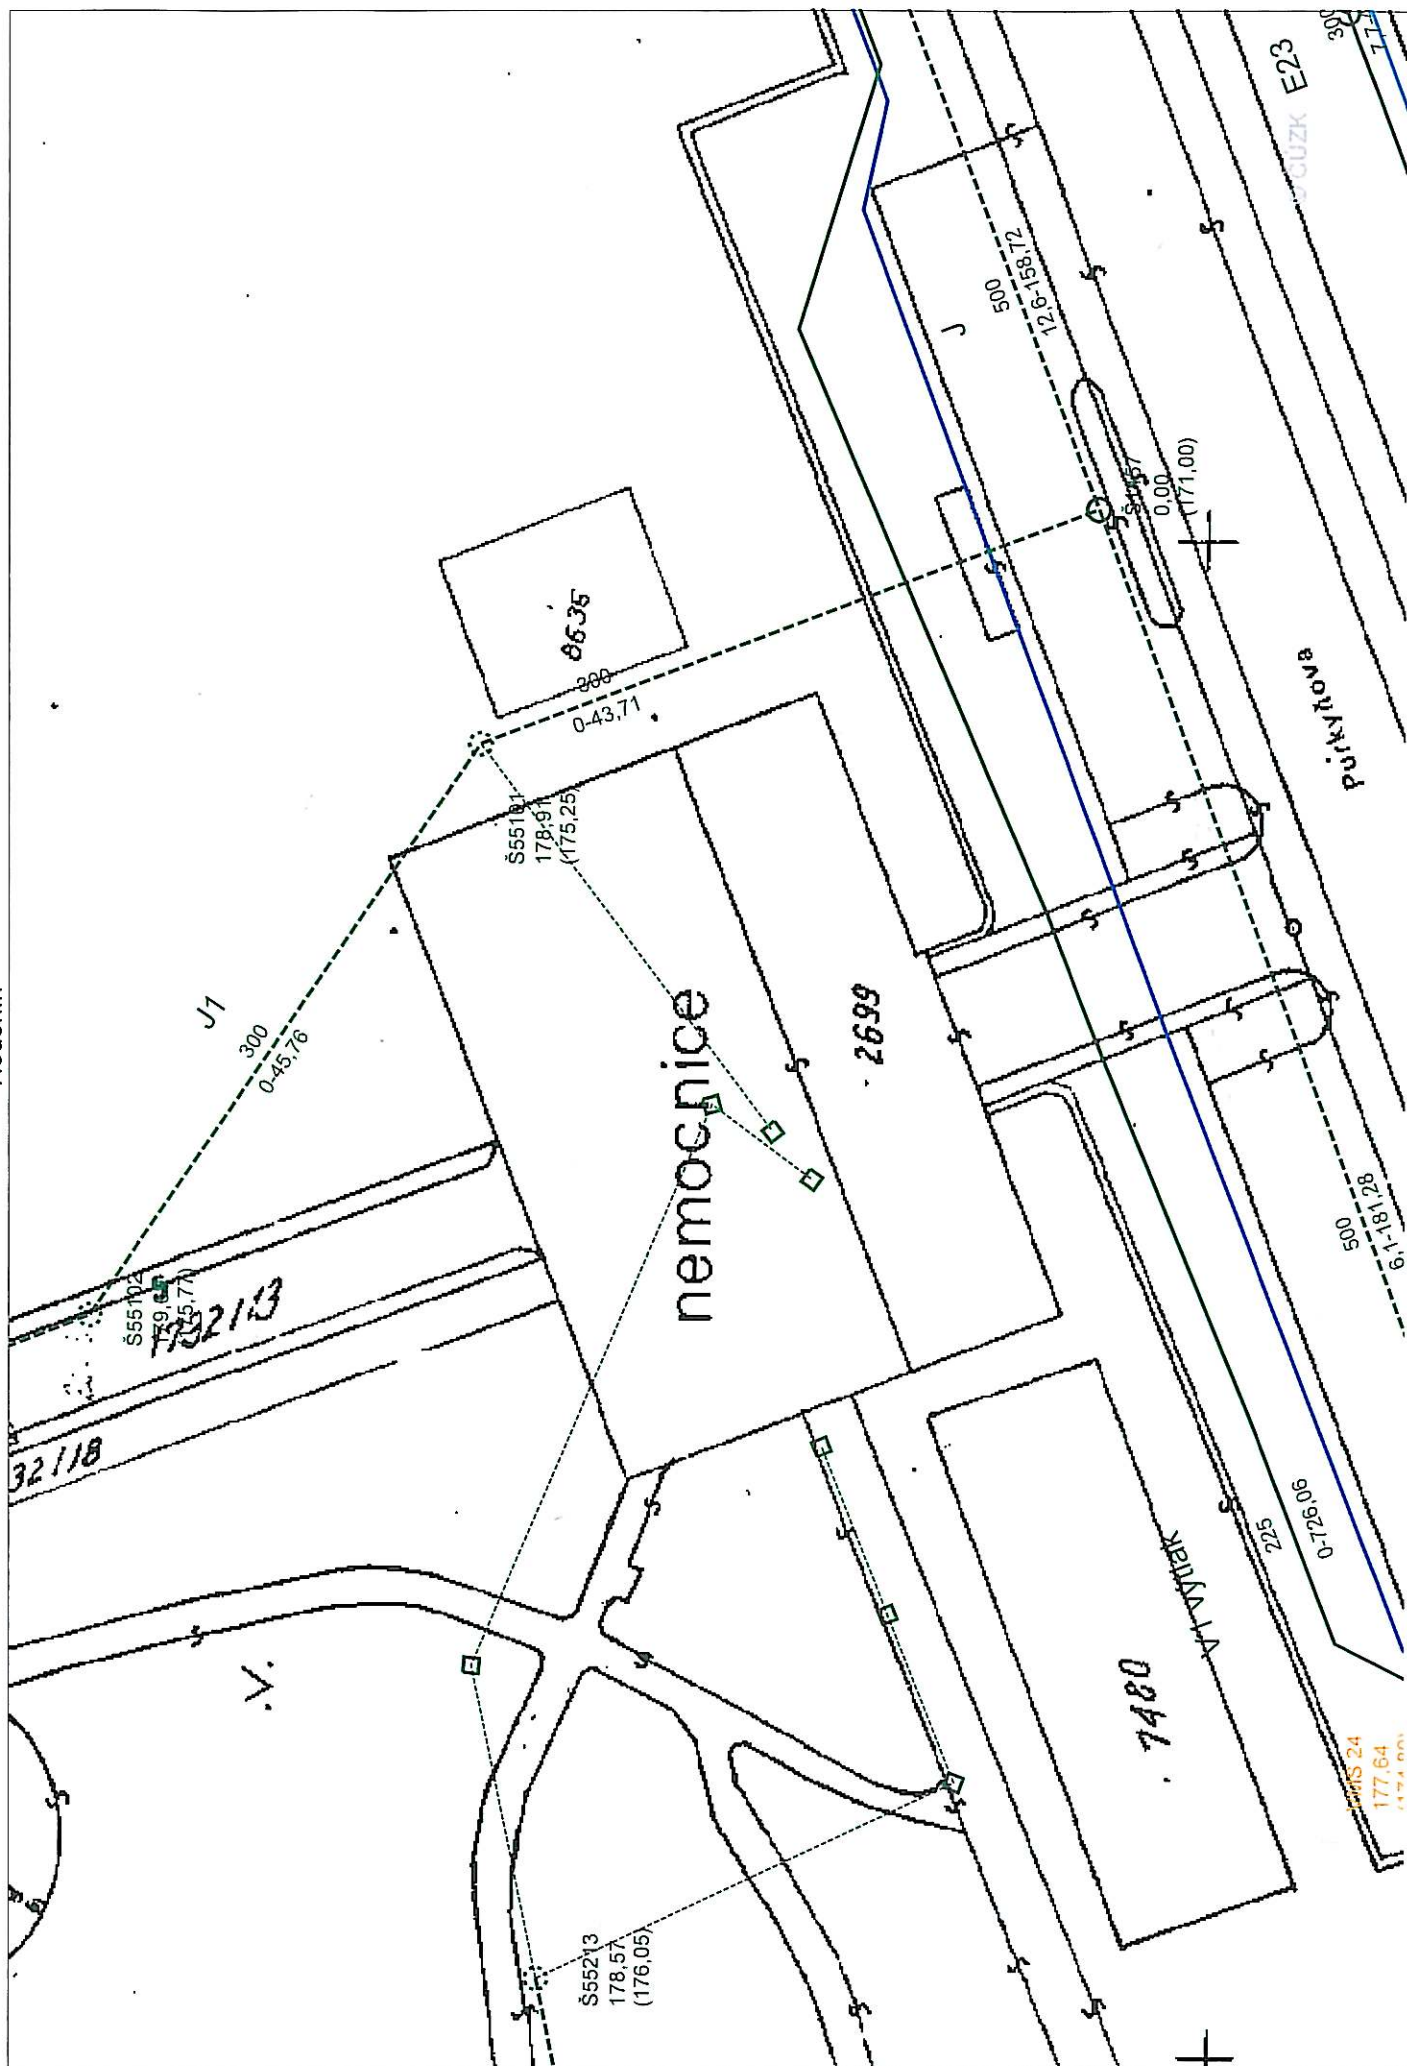 J1
300
0-45,76
Š55101
178,91
(175,25)
8635
300
0-43,71
J
500
12,6-158,72
0,00
(171,00)
ČÚZK
E23
Purkyňova
nemocnice
2699
Š55102
1732/13
32/18
.V.
Š55213
178,57
(176,05)
7480
V1 výtlak
225
0-726,06
500
6,1-181,28
24
177,64